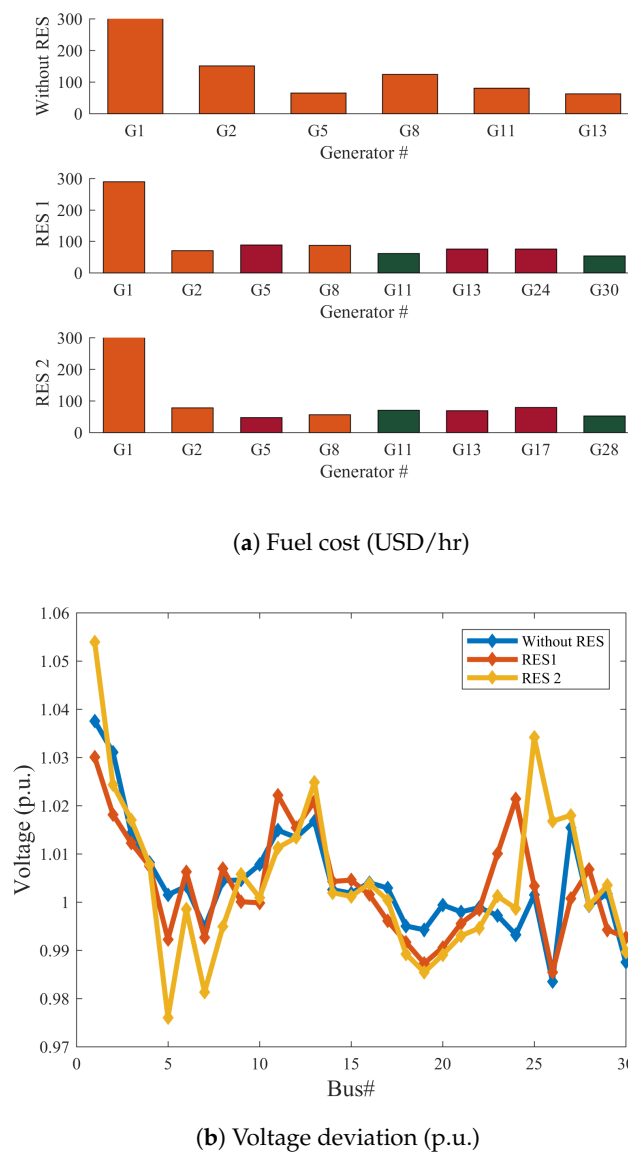 Without RES
300
200
100
0
G1 G2 G5 G8 G11 G13
Generator #
RES 1
300
200
100
0
G1 G2 G5 G8 G11 G13 G24 G30
Generator #
RES 2
300
200
100
0
G1 G2 G5 G8 G11 G13 G17 G28
Generator #
(a) Fuel cost (USD/hr)
Voltage (p.u.)
1.06
1.05
1.04
1.03
1.02
1.01
1
0.99
0.98
0.97
Without RES
RES1
RES 2
0 5 10 15 20 25 30
Bus#
(b) Voltage deviation (p.u.)